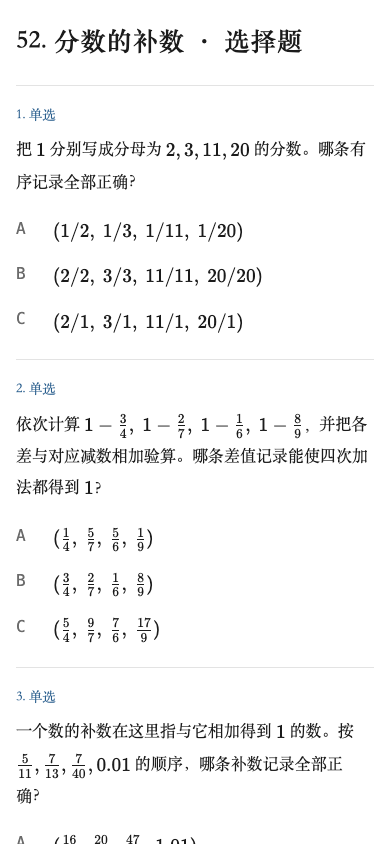 52. 分数的补数 · 选择题
1. 单选
把 1 分别写成分母为 2, 3, 11, 20 的分数。哪条有
序记录全部正确?
A (1/2, 1/3, 1/11, 1/20)
B (2/2, 3/3, 11/11, 20/20)
C (2/1, 3/1, 11/1, 20/1)
2. 单选
依次计算 1 − 3/4, 1 − 2/7, 1 − 1/6, 1 − 8/9，并把各
差与对应减数相加验算。哪条差值记录能使四次加
法都得到 1?
A (1/4, 5/7, 5/6, 1/9)
B (3/4, 2/7, 1/6, 8/9)
C (5/4, 9/7, 7/6, 17/9)
3. 单选
一个数的补数在这里指与它相加得到 1 的数。按
5/11, 7/13, 7/40, 0.01 的顺序，哪条补数记录全部正
确?
A (16, 20, 47, 1.01)